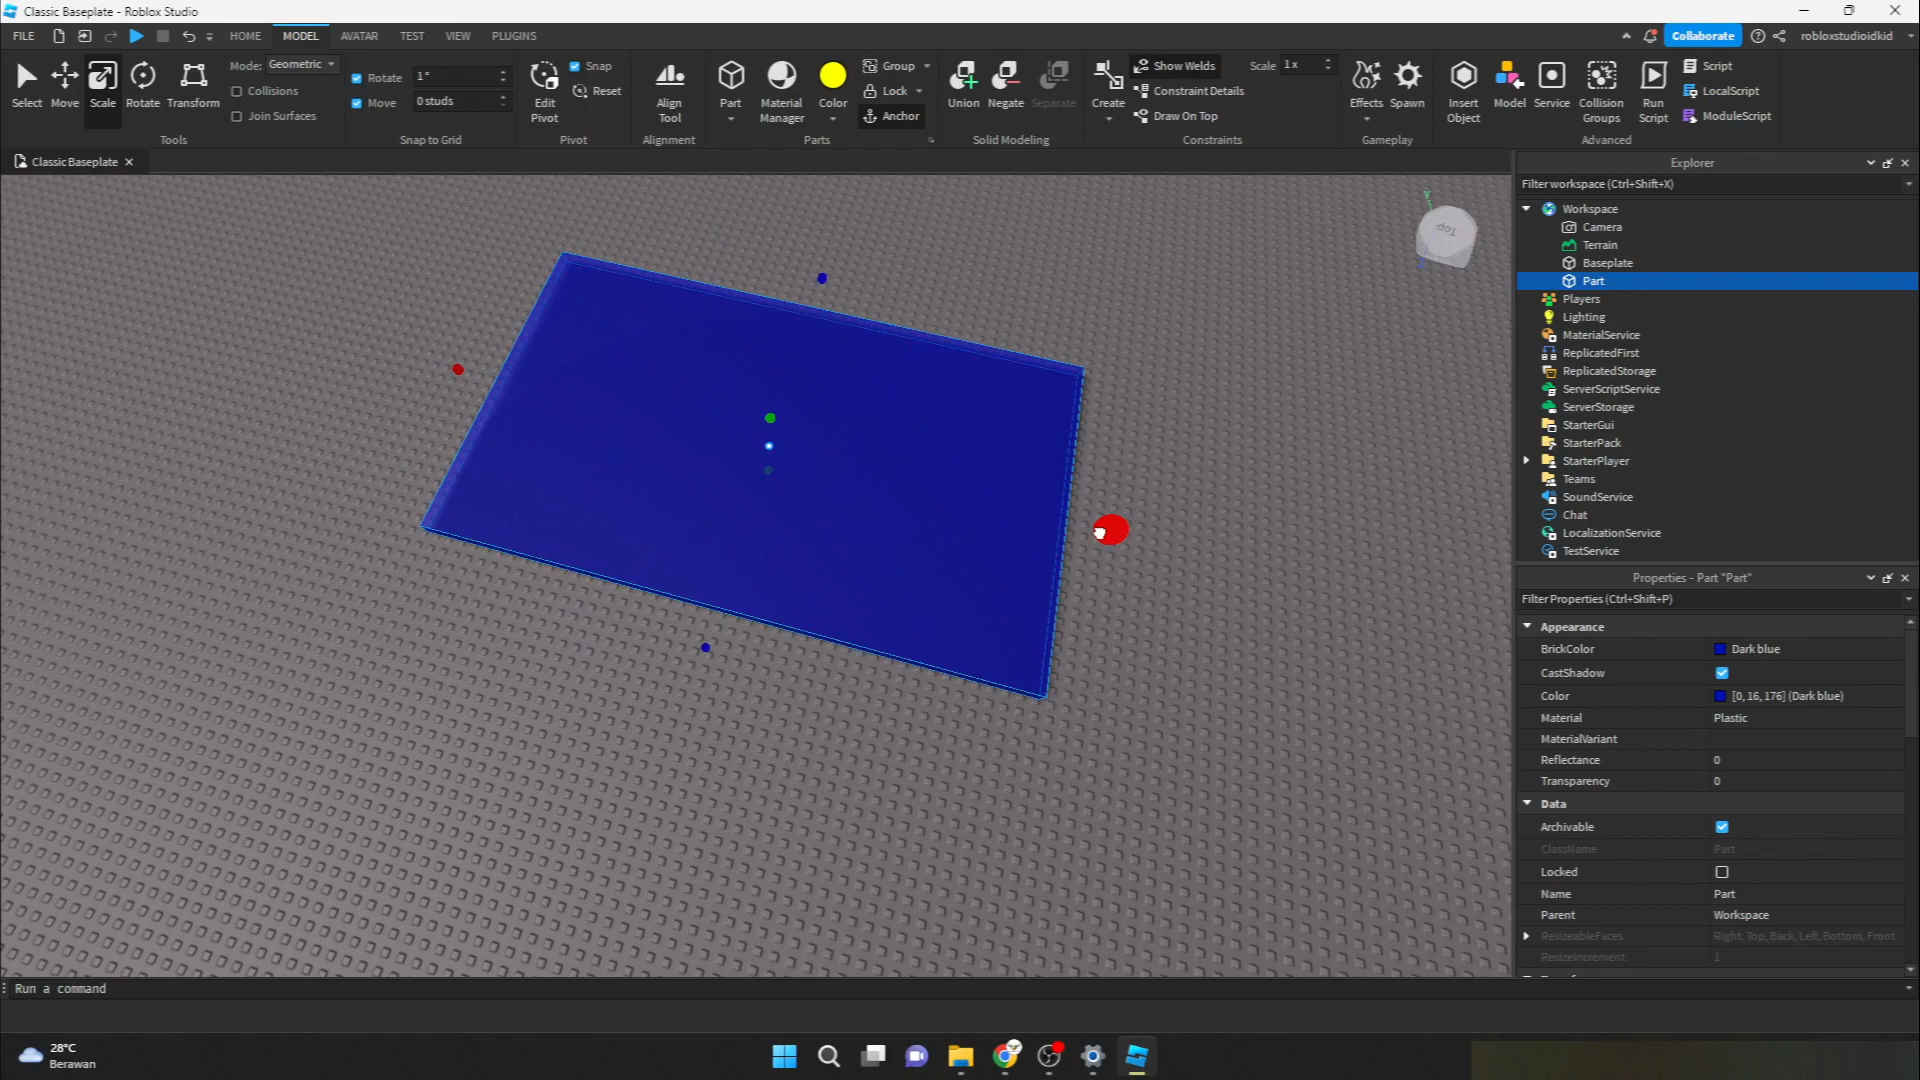 Classic Baseplate - Roblox Studio
FILE HOME MODEL AVATAR TEST VIEW PLUGINS Collaborate robloxstudioidkid
Select Move Scale Rotate Transform
Mode: Geometric
Collisions
Join Surfaces
Tools
Rotate 1°
Move 0 studs
Snap to Grid
Edit Pivot
Snap
Reset
Pivot
Align Tool
Alignment
Part Material Manager Color
Group
Lock
Anchor
Parts
Union Negate Separate
Solid Modeling
Create
Show Welds Scale 1x
Constraint Details
Draw On Top
Constraints
Effects Spawn
Gameplay
Insert Object Model Service Collision Groups Run Script
Script
LocalScript
ModuleScript
Advanced
Classic Baseplate
Y
Top
Explorer
Filter workspace (Ctrl+Shift+X)
Workspace
Camera
Terrain
Baseplate
Part
Players
Lighting
MaterialService
ReplicatedFirst
ReplicatedStorage
ServerScriptService
ServerStorage
StarterGui
StarterPack
StarterPlayer
Teams
SoundService
Chat
LocalizationService
TestService
Properties - Part "Part"
Filter Properties (Ctrl+Shift+P)
Appearance
BrickColor Dark blue
CastShadow
Color [0, 16, 176] (Dark blue)
Material Plastic
MaterialVariant
Reflectance 0
Transparency 0
Data
Archivable
ClassName Part
Locked
Name Part
Parent Workspace
ResizeableFaces Right, Top, Back, Left, Bottom, Front
ResizeIncrement 1
Run a command
28°C
Berawan